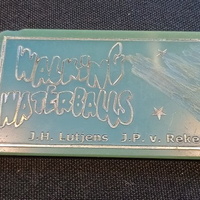 WALKING
WATERBALLS
J.H. Lutjens J.P. v. Reke